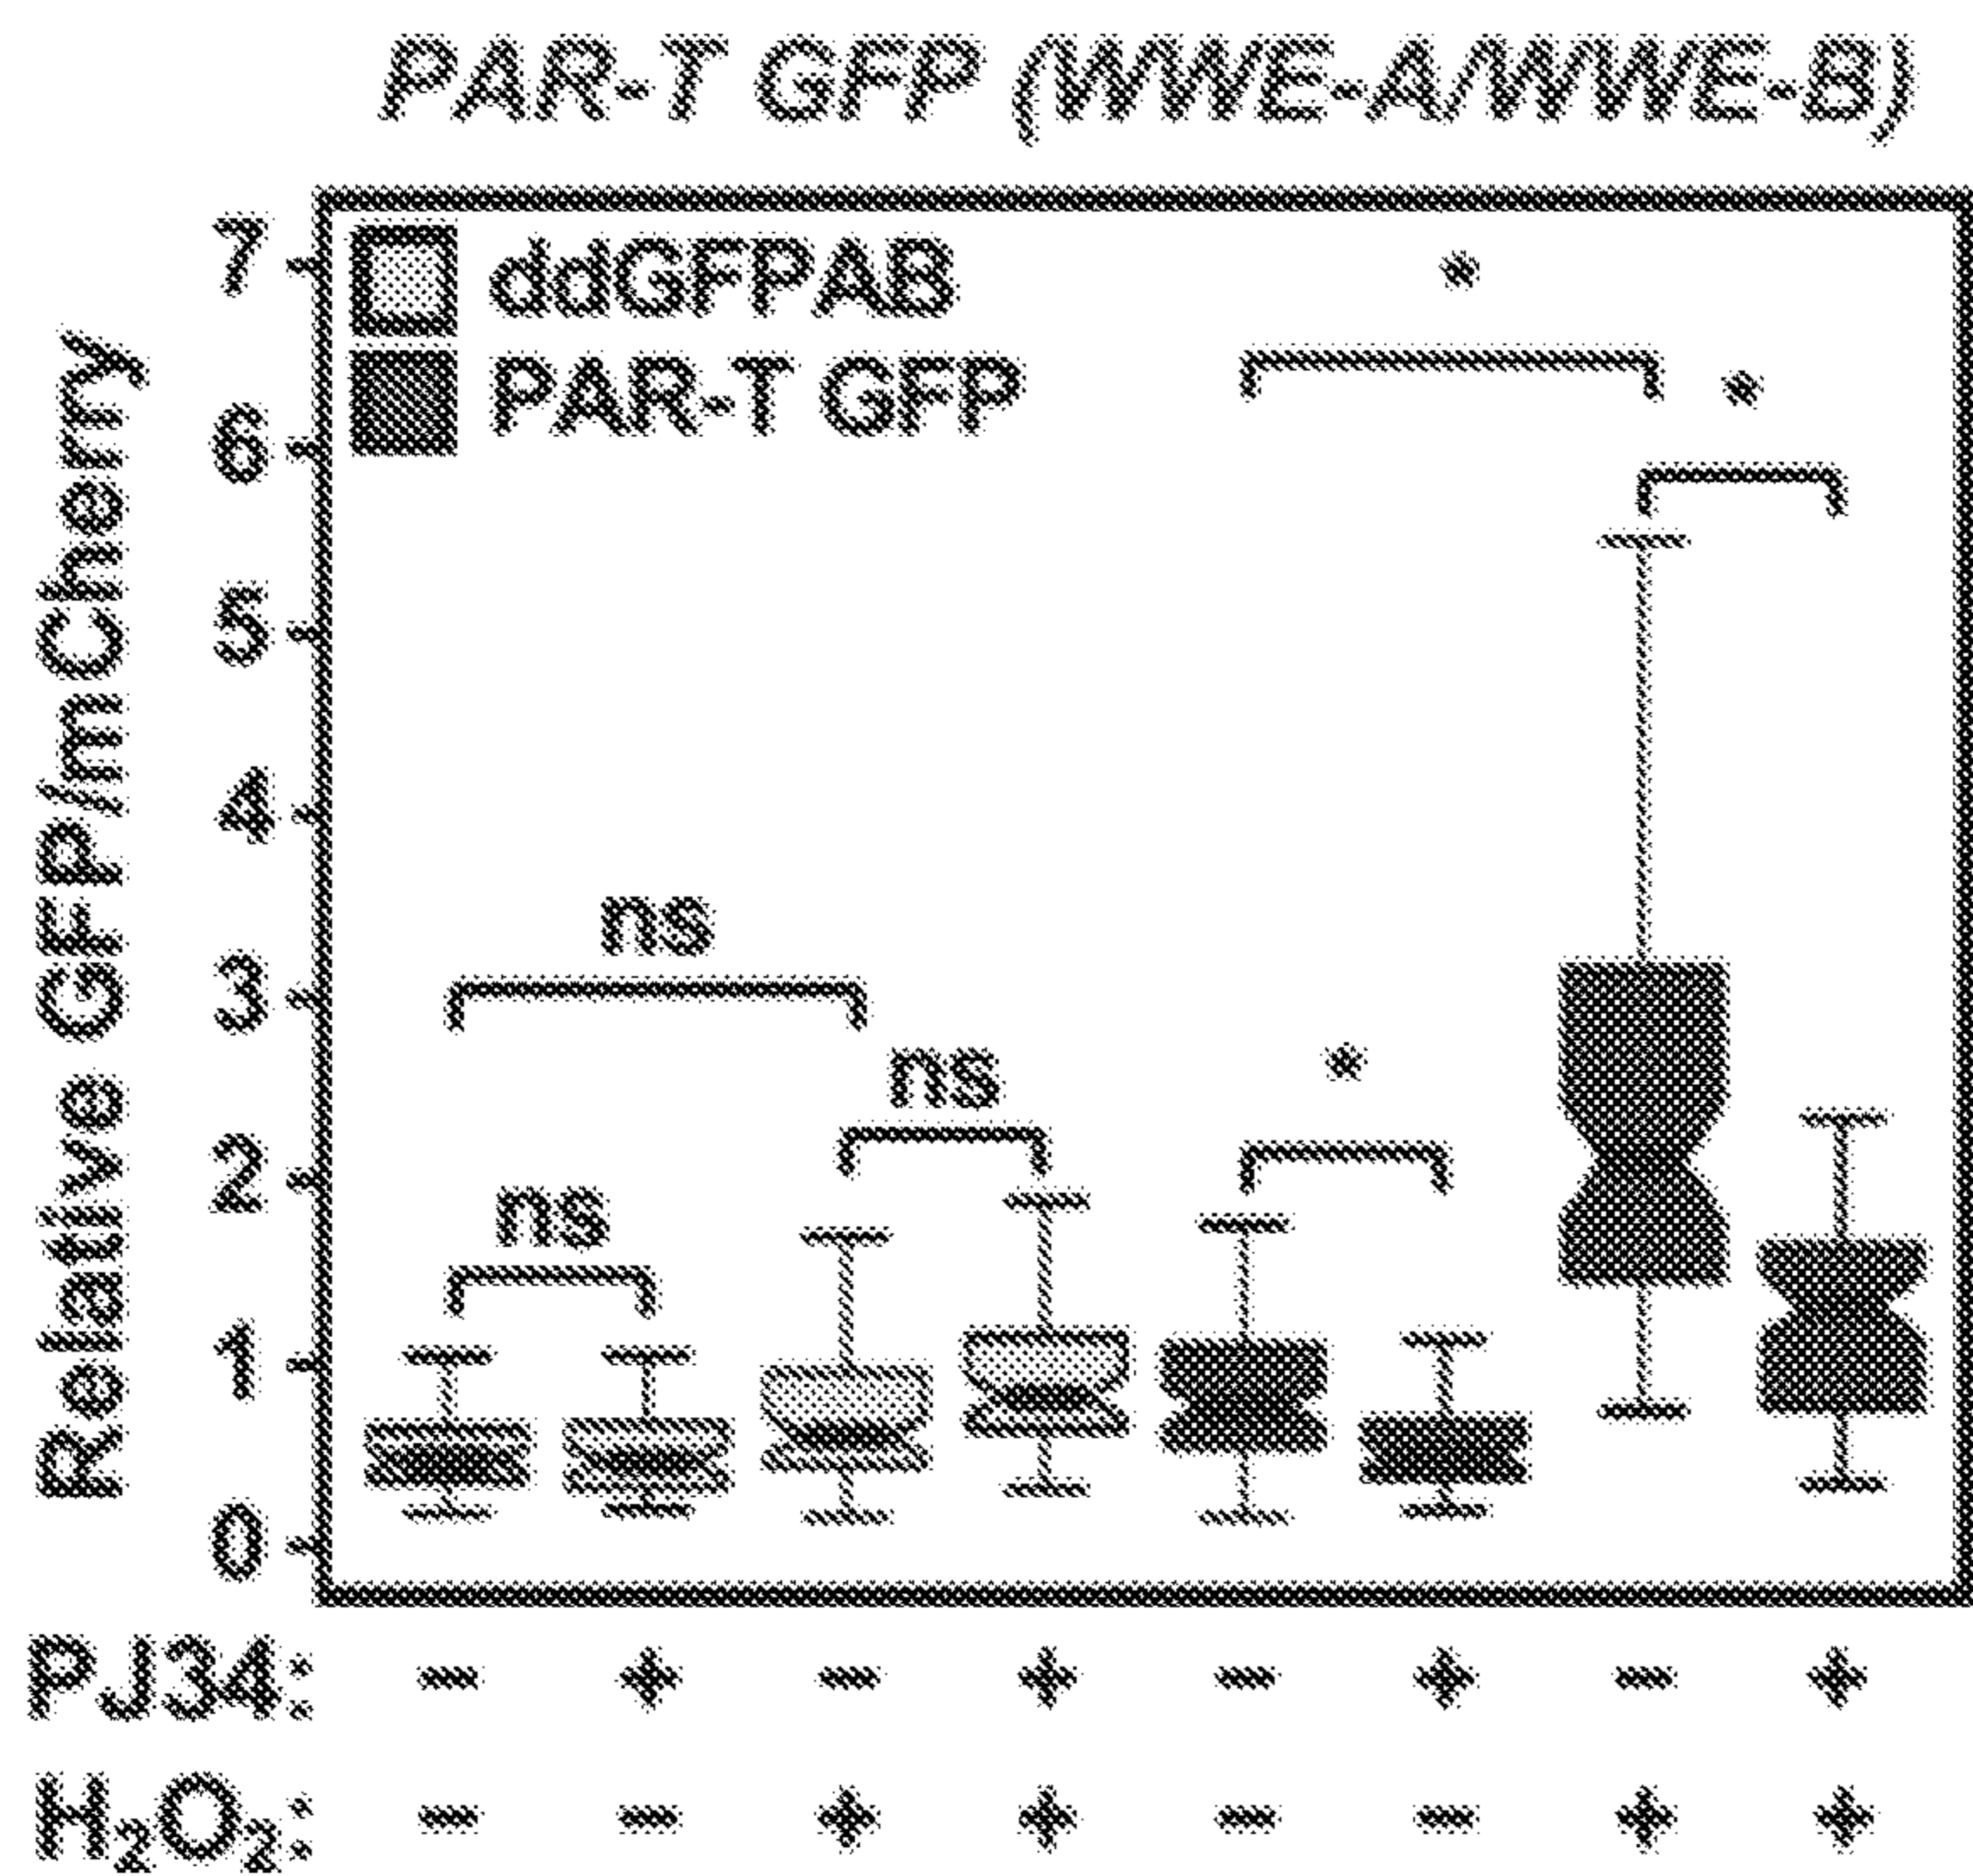 PAR-T GFP (WWE-A/WWE-B)
Relative GFP/mCherry
7
6
5
4
3
2
1
0
ddGFPAB
PAR-T GFP
*
*
ns
ns
*
ns
PJ34: - + - + - + - +
H₂O₂: - - + + - - + +